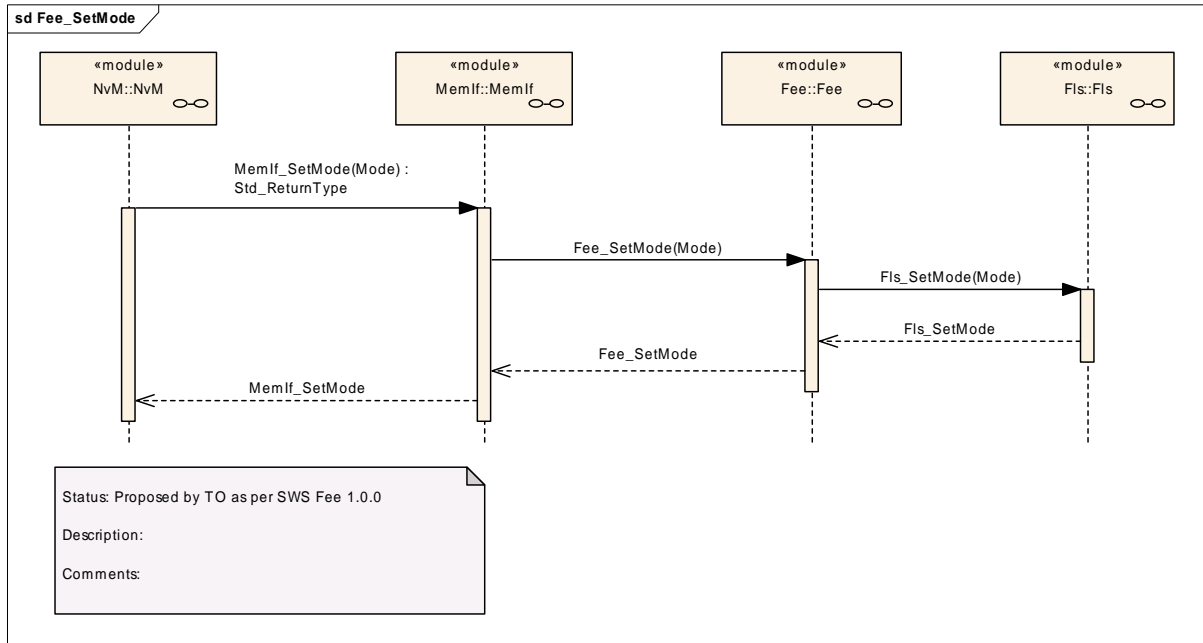 sd Fee_SetMode
«module»
NvM::NvM
«module»
MemIf::MemIf
«module»
Fee::Fee
«module»
Fls::Fls
MemIf_SetMode(Mode) :
Std_ReturnType
Fee_SetMode(Mode)
Fls_SetMode(Mode)
Fls_SetMode
Fee_SetMode
MemIf_SetMode
Status: Proposed by TO as per SWS Fee 1.0.0
Description:
Comments: